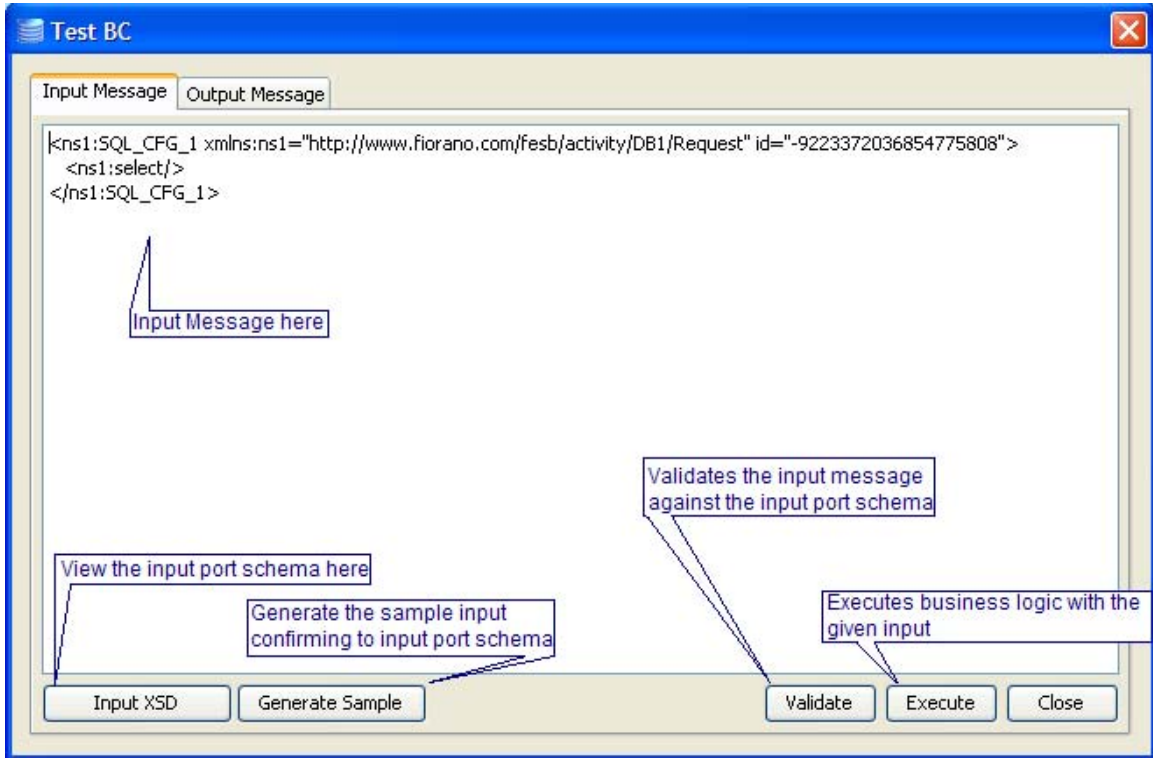 Test BC
Input Message
Output Message
<ns1:SQL_CFG_1 xmlns:ns1="http://www.fiorano.com/fesb/activity/DB1/Request" id="-9223372036854775808">
<ns1:select/>
</ns1:SQL_CFG_1>
Input Message here
Validates the input message
against the input port schema
View the input port schema here
Generate the sample input
confirming to input port schema
Executes business logic with the
given input
Input XSD
Generate Sample
Validate
Execute
Close